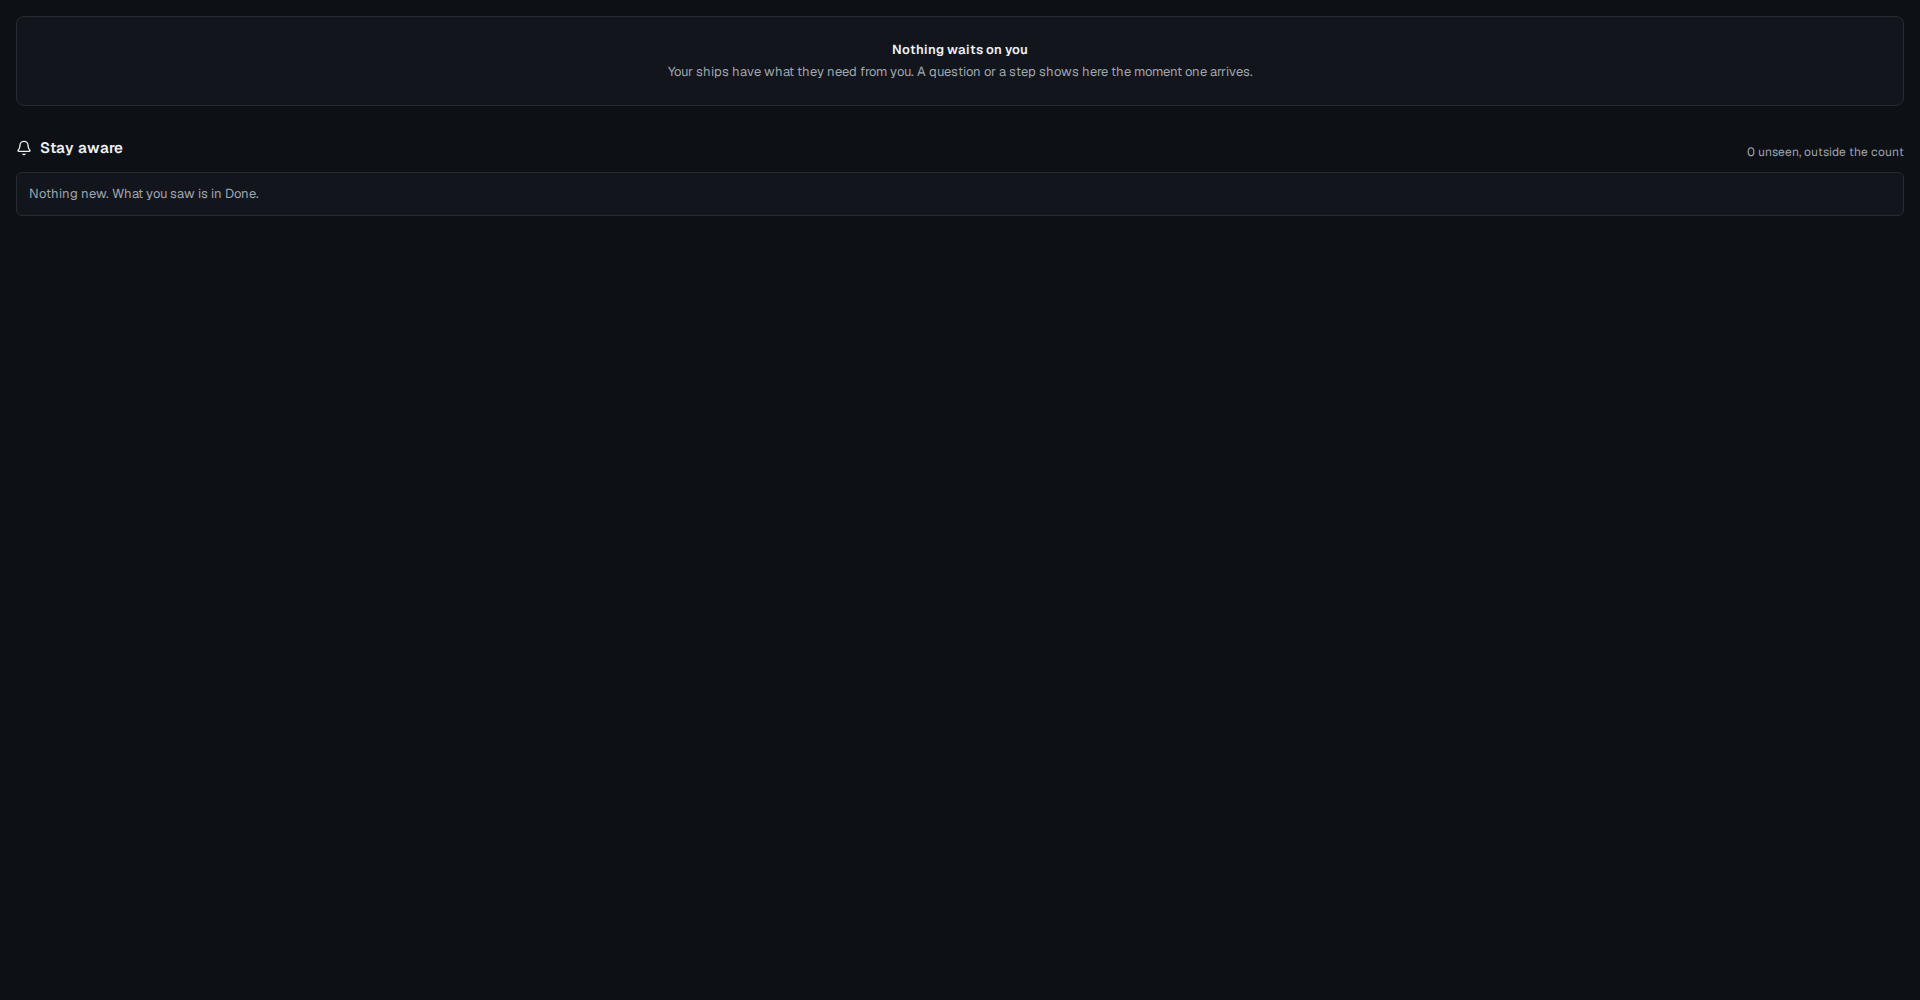 Nothing waits on you
Your ships have what they need from you. A question or a step shows here the moment one arrives.
Stay aware
0 unseen, outside the count
Nothing new. What you saw is in Done.